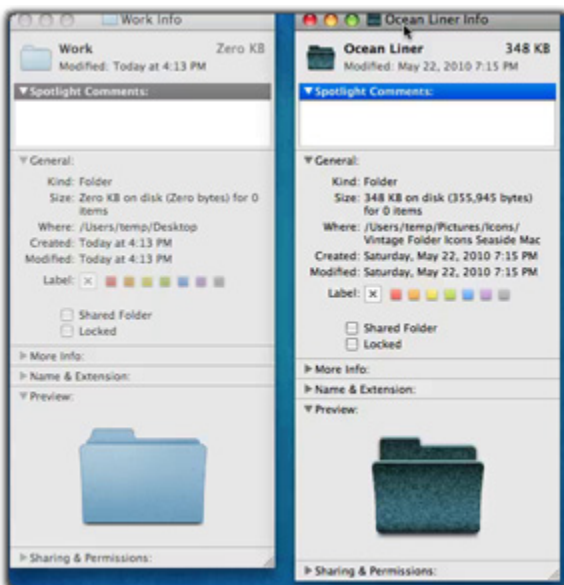 Work Info
Work Zero KB
Modified: Today at 4:13 PM
Spotlight Comments:
General:
Kind: Folder
Size: Zero KB on disk (Zero bytes) for 0
items
Where: /Users/temp/Desktop
Created: Today at 4:13 PM
Modified: Today at 4:13 PM
Label:
Shared Folder
Locked
More Info:
Name & Extension:
Preview:
Sharing & Permissions:
Ocean Liner Info
Ocean Liner 348 KB
Modified: May 22, 2010 7:15 PM
Spotlight Comments:
General:
Kind: Folder
Size: 348 KB on disk (355,945 bytes)
for 0 items
Where: /Users/temp/Pictures/Icons/
Vintage Folder Icons Seaside Mac
Created: Saturday, May 22, 2010 7:15 PM
Modified: Saturday, May 22, 2010 7:15 PM
Label:
Shared Folder
Locked
More Info:
Name & Extension:
Preview:
Sharing & Permissions: